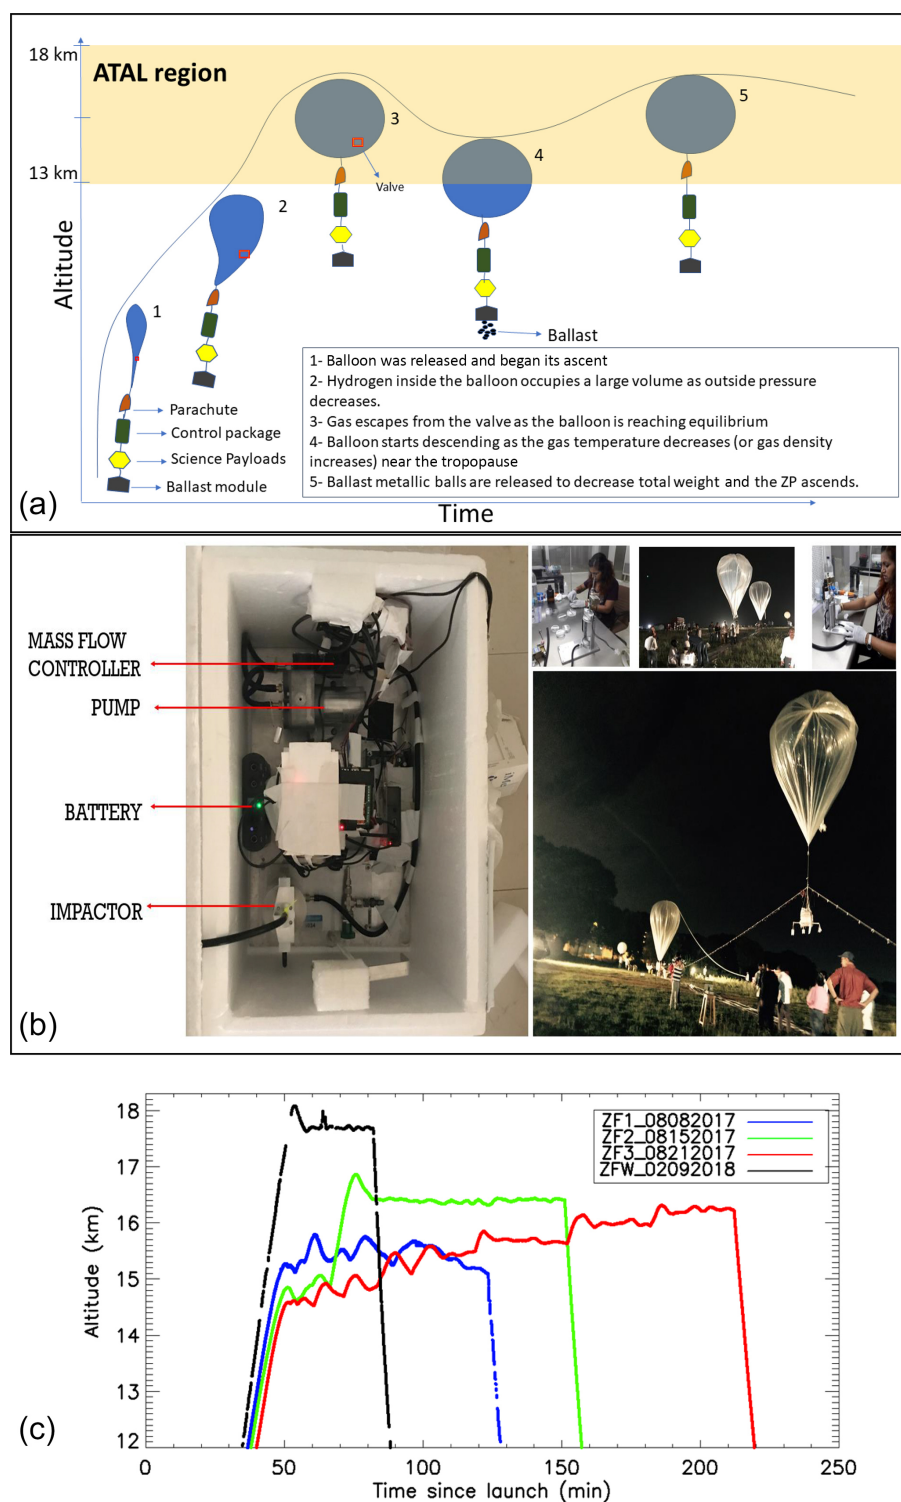 18 km
ATAL region
5
3
4
Valve
13 km
2
Altitude
1
Ballast
1- Balloon was released and began its ascent
2- Hydrogen inside the balloon occupies a large volume as outside pressure
decreases.
3- Gas escapes from the valve as the balloon is reaching equilibrium
4- Balloon starts descending as the gas temperature decreases (or gas density
increases) near the tropopause
5- Ballast metallic balls are released to decrease total weight and the ZP ascends.
Parachute
Control package
Science Payloads
Ballast module
(a)
Time
MASS FLOW
CONTROLLER
PUMP
BATTERY
IMPACTOR
(b)
18
17
16
15
14
13
12
Altitude (km)
ZF1_08082017
ZF2_08152017
ZF3_08212017
ZFW_02092018
(c)
0 50 100 150 200 250
Time since launch (min)